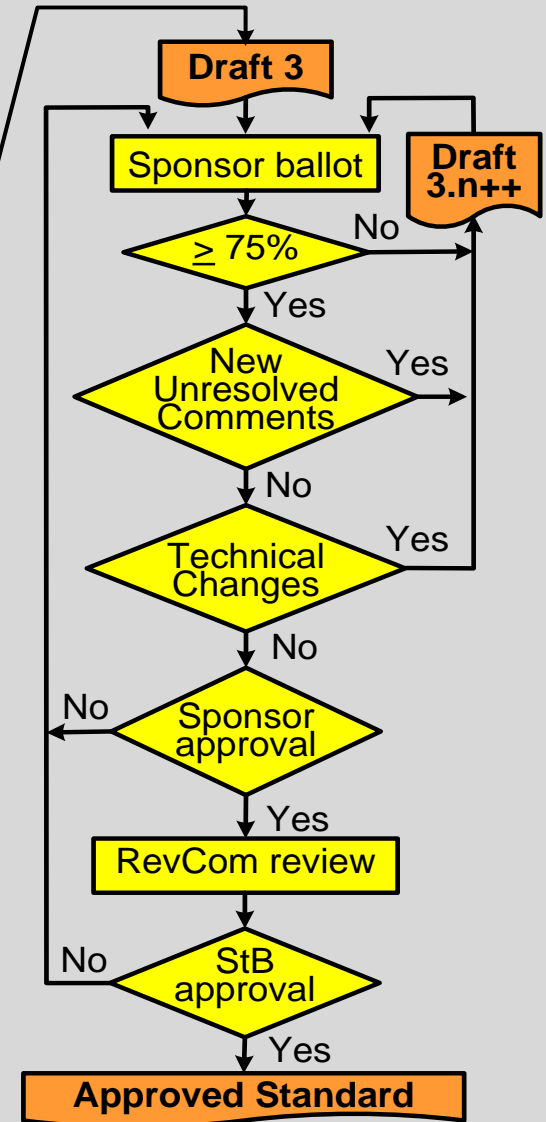 Draft 3
Sponsor ballot
Draft
3.n++
≥ 75%
No
Yes
New
Unresolved
Comments
Yes
No
Technical
Changes
Yes
No
Sponsor
approval
No
Yes
RevCom review
StB
approval
No
Yes
Approved Standard